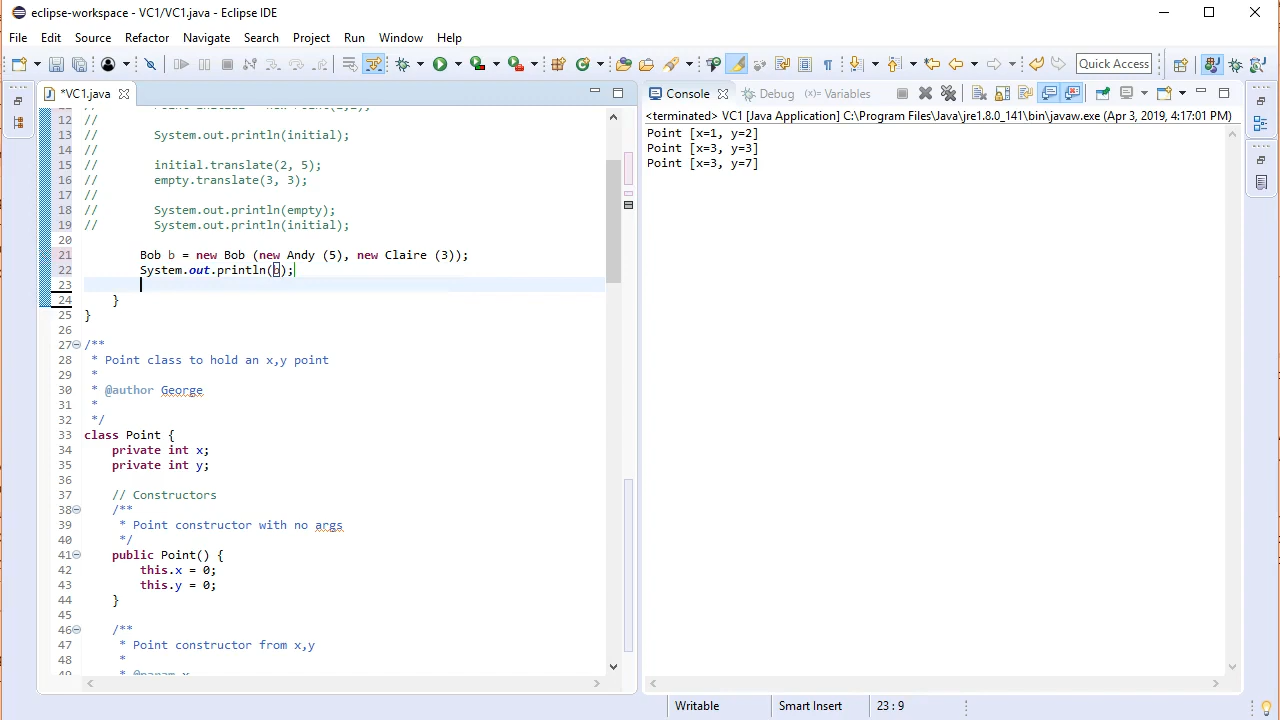 eclipse-workspace - VC1/VC1.java - Eclipse IDE
File Edit Source Refactor Navigate Search Project Run Window Help
Quick Access
*VC1.java
Console Debug (x)= Variables
<terminated> VC1 [Java Application] C:\Program Files\Java\jre1.8.0_141\bin\javaw.exe (Apr 3, 2019, 4:17:01 PM)
Point [x=1, y=2]
Point [x=3, y=3]
Point [x=3, y=7]
12 //
13 // System.out.println(initial);
14 //
15 // initial.translate(2, 5);
16 // empty.translate(3, 3);
17 //
18 // System.out.println(empty);
19 // System.out.println(initial);
20
21 Bob b = new Bob (new Andy (5), new Claire (3));
22 System.out.println(b);
23
24 }
25 }
26
27 /**
28 * Point class to hold an x,y point
29 *
30 * @author George
31 *
32 */
33 class Point {
34 private int x;
35 private int y;
36
37 // Constructors
38 /**
39 * Point constructor with no args
40 */
41 public Point() {
42 this.x = 0;
43 this.y = 0;
44 }
45
46 /**
47 * Point constructor from x,y
48 *
Writable Smart Insert 23 : 9